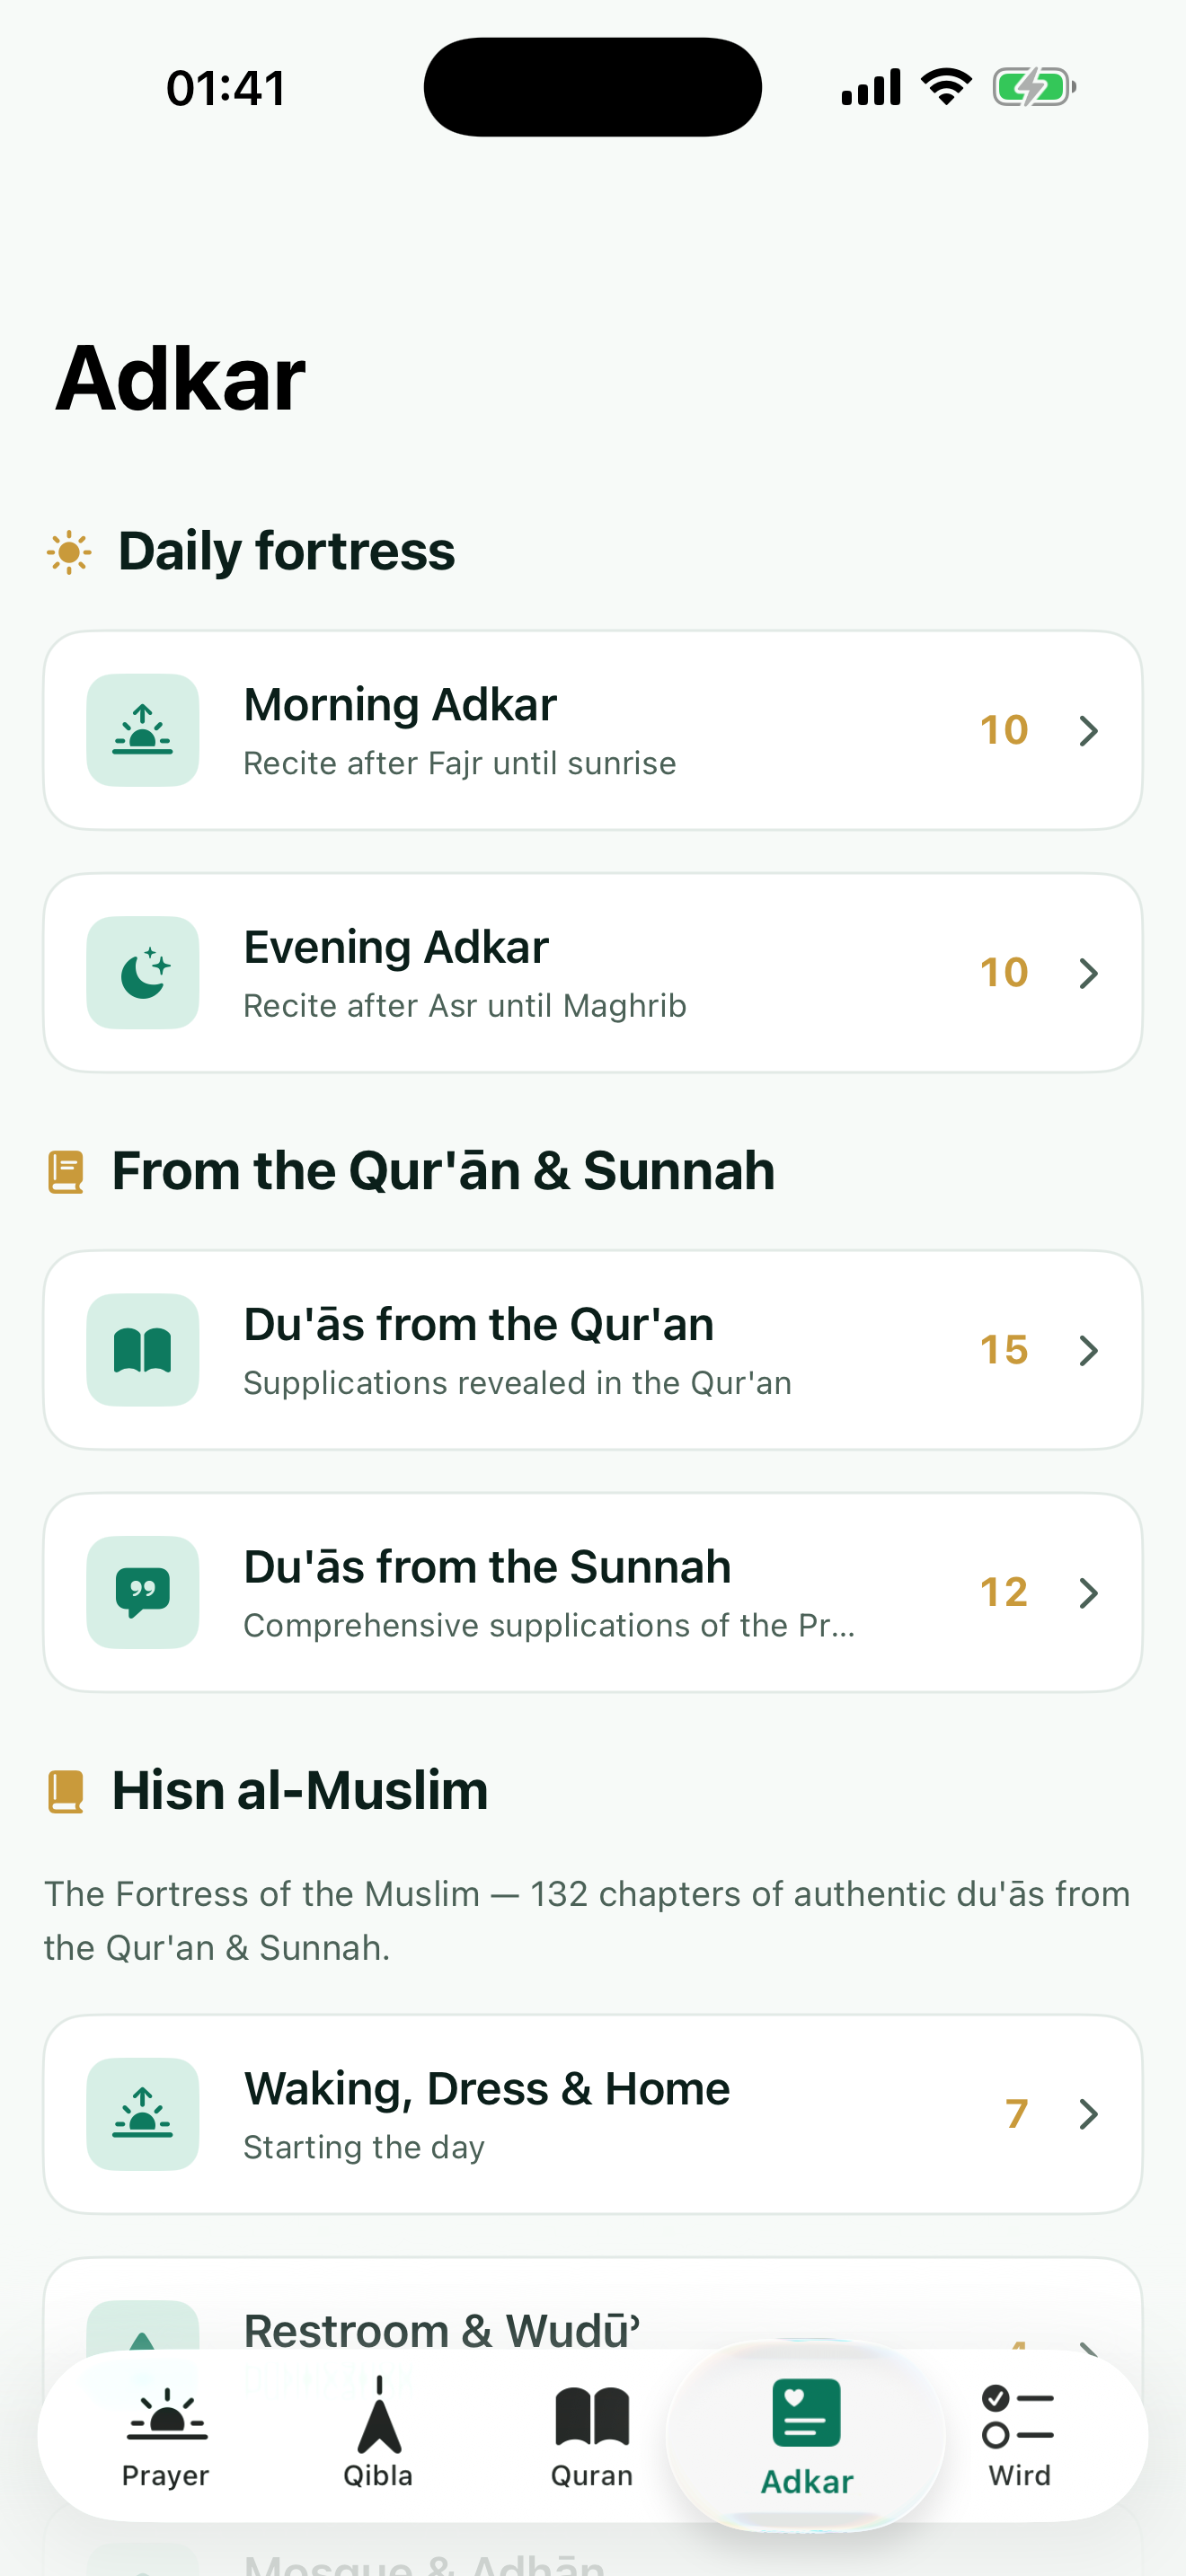 01:41
Adkar
Daily fortress
Morning Adkar
Recite after Fajr until sunrise
10
Evening Adkar
Recite after Asr until Maghrib
10
From the Qur'ān & Sunnah
Du'ās from the Qur'an
Supplications revealed in the Qur'an
15
Du'ās from the Sunnah
Comprehensive supplications of the Pr...
12
Hisn al-Muslim
The Fortress of the Muslim — 132 chapters of authentic du'ās from
the Qur'an & Sunnah.
Waking, Dress & Home
Starting the day
7
Restroom & Wudūʾ
Prayer
Qibla
Quran
Adkar
Wird
Mosque & Adhān